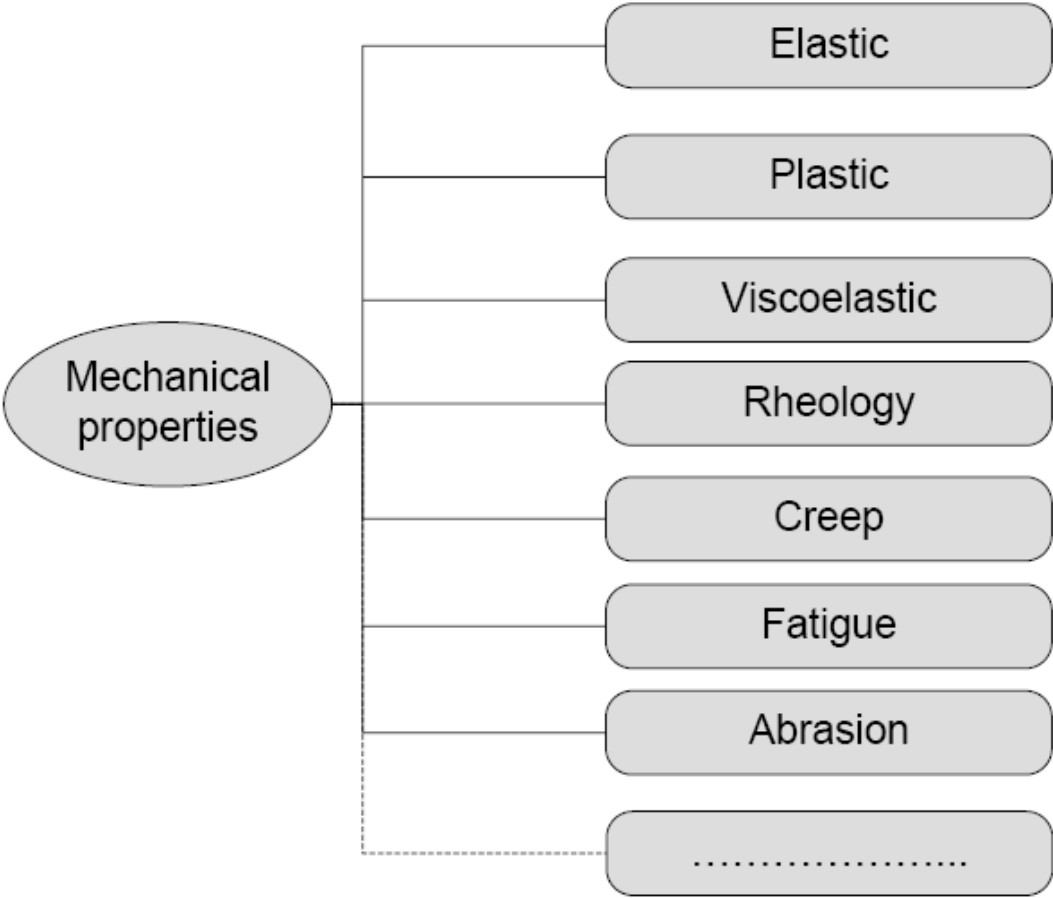 Elastic
Plastic
Viscoelastic
Mechanical
properties
Rheology
Creep
Fatigue
Abrasion
.....................